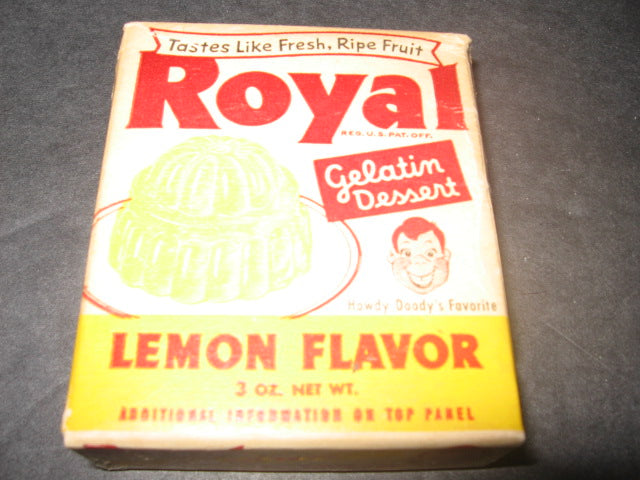 Tastes Like Fresh, Ripe Fruit
Royal
REG. U.S. PAT. OFF.
Gelatin
Dessert
Howdy Doody's Favorite
LEMON FLAVOR
3 OZ. NET WT.
ADDITIONAL INFORMATION ON TOP PANEL